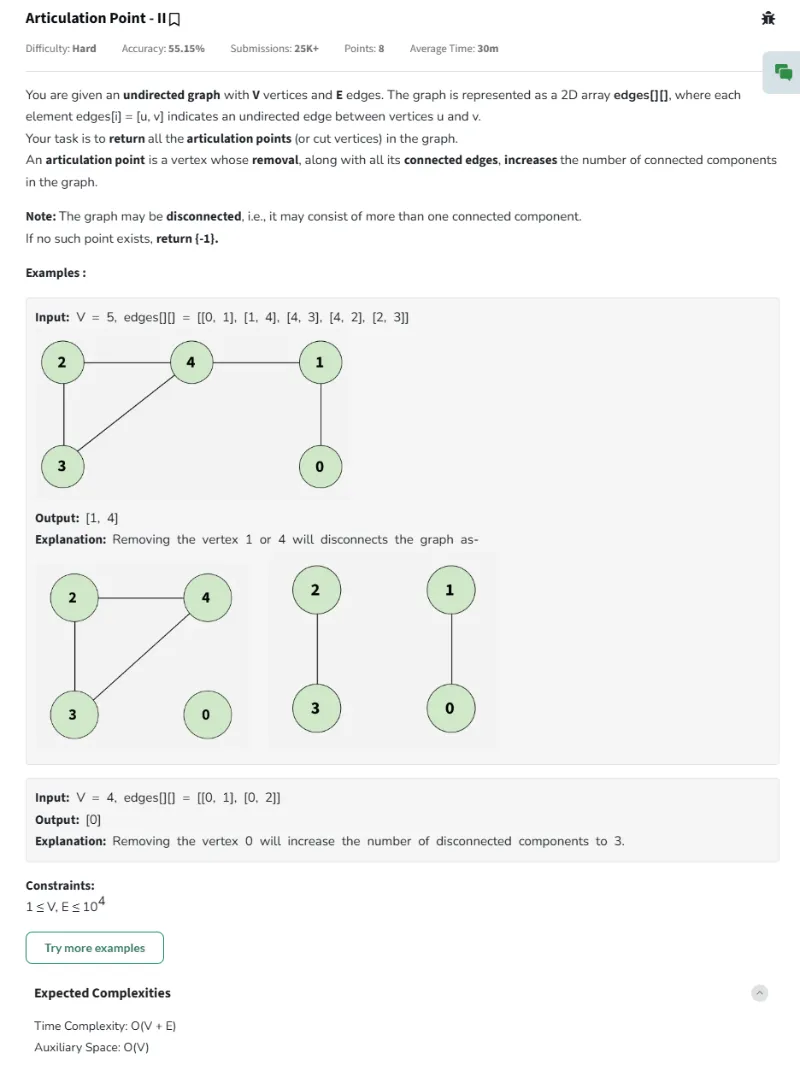 Articulation Point - II
Difficulty: Hard Accuracy: 55.15% Submissions: 25K+ Points: 8 Average Time: 30m
You are given an undirected graph with V vertices and E edges. The graph is represented as a 2D array edges[][], where each
element edges[i] = [u, v] indicates an undirected edge between vertices u and v.
Your task is to return all the articulation points (or cut vertices) in the graph.
An articulation point is a vertex whose removal, along with all its connected edges, increases the number of connected components
in the graph.
Note: The graph may be disconnected, i.e., it may consist of more than one connected component.
If no such point exists, return {-1}.
Examples :
Input: V = 5, edges[][] = [[0, 1], [1, 4], [4, 3], [4, 2], [2, 3]]
2 4 1
3 0
Output: [1, 4]
Explanation: Removing the vertex 1 or 4 will disconnects the graph as-
2 4 2 1
3 0 3 0
Input: V = 4, edges[][] = [[0, 1], [0, 2]]
Output: [0]
Explanation: Removing the vertex 0 will increase the number of disconnected components to 3.
Constraints:
1 ≤ V, E ≤ 10⁴
Try more examples
Expected Complexities
Time Complexity: O(V + E)
Auxiliary Space: O(V)